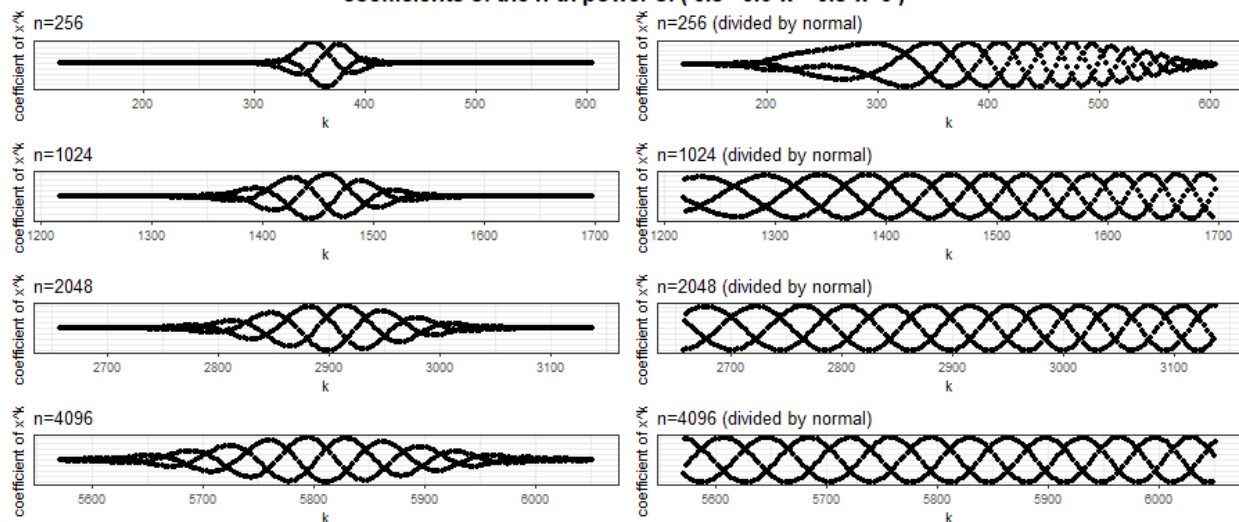 n=256
n=256 (divided by normal)
coefficient of x^k
200 300 400 500 600
k
coefficient of x^k
200 300 400 500 600
k
n=1024
n=1024 (divided by normal)
coefficient of x^k
1200 1300 1400 1500 1600 1700
k
coefficient of x^k
1200 1300 1400 1500 1600 1700
k
n=2048
n=2048 (divided by normal)
coefficient of x^k
2700 2800 2900 3000 3100
k
coefficient of x^k
2700 2800 2900 3000 3100
k
n=4096
n=4096 (divided by normal)
coefficient of x^k
5600 5700 5800 5900 6000
k
coefficient of x^k
5600 5700 5800 5900 6000
k